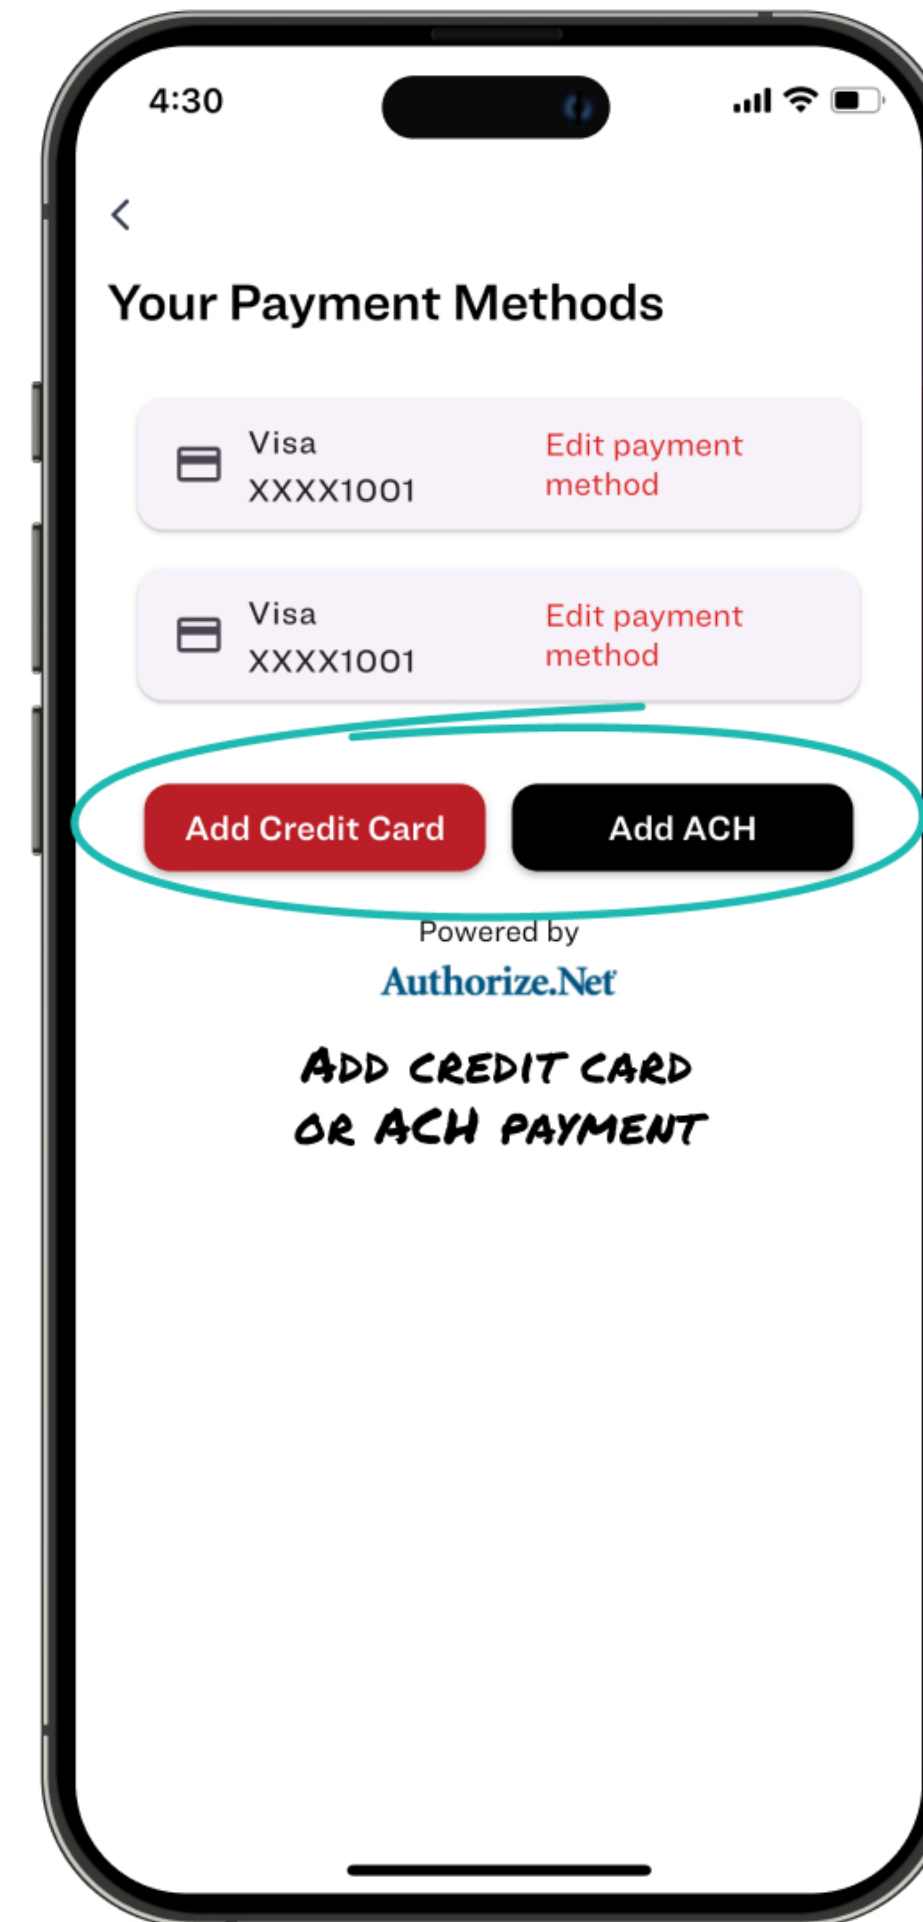 4:30
Your Payment Methods
Visa
XXXX1001
Edit payment
method
Visa
XXXX1001
Edit payment
method
Add Credit Card
Add ACH
Powered by
Authorize.Net
ADD CREDIT CARD
OR ACH PAYMENT